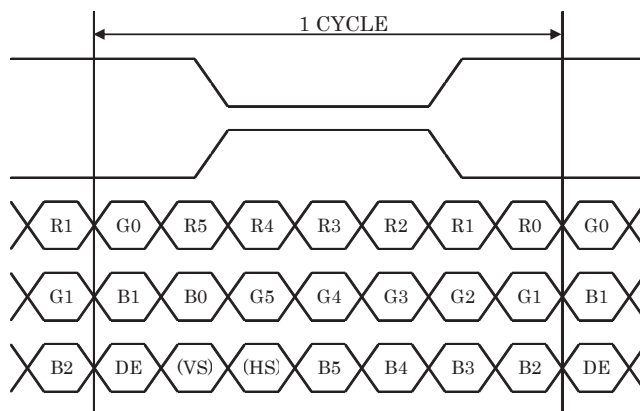 1 CYCLE
R1 G0 R5 R4 R3 R2 R1 R0 G0
G1 B1 B0 G5 G4 G3 G2 G1 B1
B2 DE (VS) (HS) B5 B4 B3 B2 DE